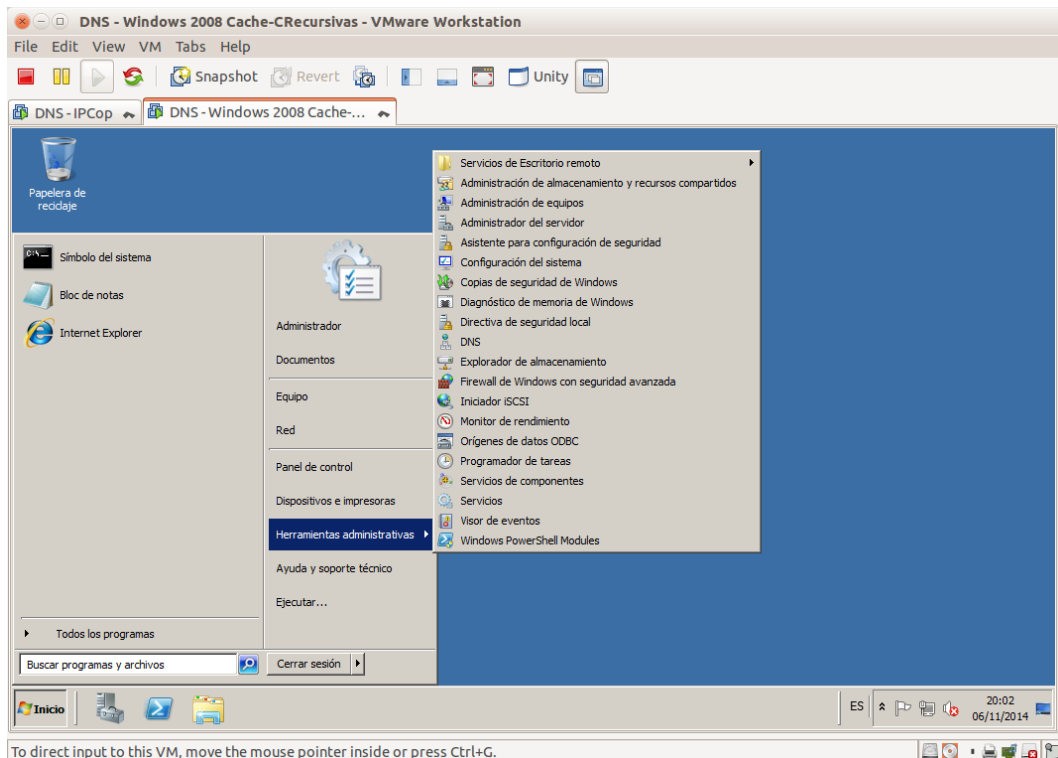 DNS - Windows 2008 Cache-CRecursivas - VMware Workstation
File Edit View VM Tabs Help
Snapshot Revert Unity
DNS - IPCop DNS - Windows 2008 Cache-...
Papelera de
reciclaje
Servicios de Escritorio remoto
Administración de almacenamiento y recursos compartidos
Administración de equipos
Administrador del servidor
Asistente para configuración de seguridad
Configuración del sistema
Copias de seguridad de Windows
Diagnóstico de memoria de Windows
Directiva de seguridad local
DNS
Explorador de almacenamiento
Firewall de Windows con seguridad avanzada
Iniciador iSCSI
Monitor de rendimiento
Orígenes de datos ODBC
Programador de tareas
Servicios de componentes
Servicios
Visor de eventos
Windows PowerShell Modules
Símbolo del sistema
Bloc de notas
Internet Explorer
Todos los programas
Buscar programas y archivos
Administrador
Documentos
Equipo
Red
Panel de control
Dispositivos e impresoras
Herramientas administrativas
Ayuda y soporte técnico
Ejecutar...
Cerrar sesión
Inicio
ES
20:02
06/11/2014
To direct input to this VM, move the mouse pointer inside or press Ctrl+G.